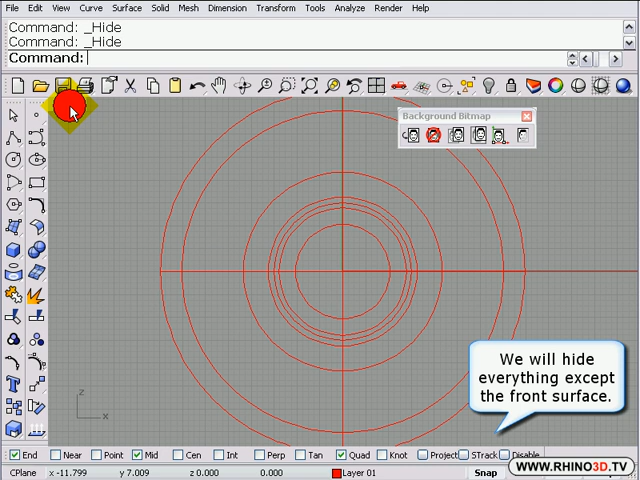 File Edit View Curve Surface Solid Mesh Dimension Transform Tools Analyze Render Help
Command: _Hide
Command: _Hide
Command:
Background Bitmap
We will hide
everything except
the front surface.
z
x
End Near Point Mid Cen Int Perp Tan Quad Knot Project STrack Disable
CPlane x -11.799 y 7.009 z 0.000 0.000 Layer 01 Snap
WWW.RHINO3D.TV